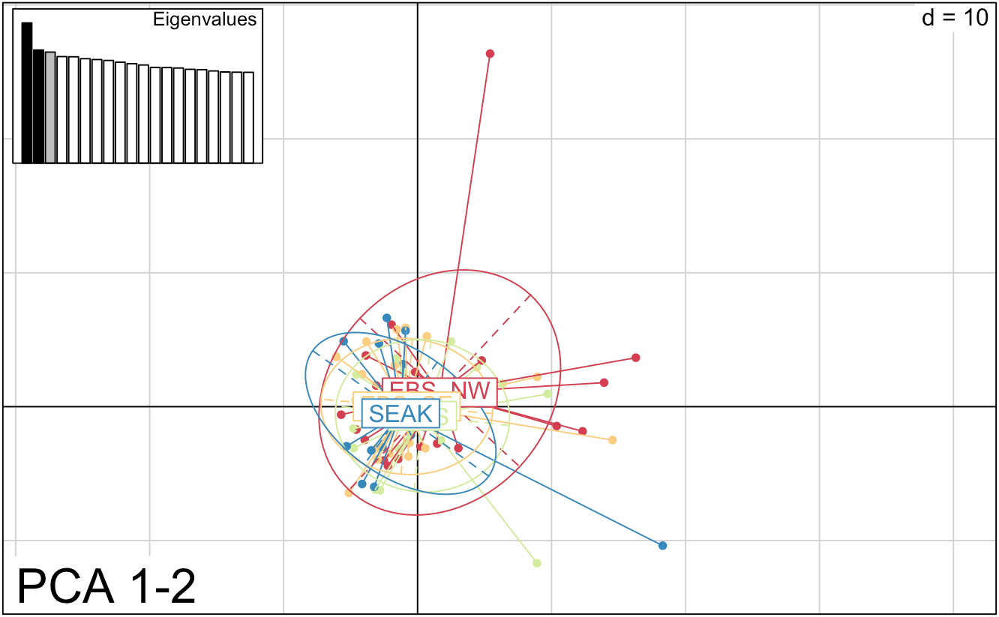 Eigenvalues
d = 10
EBS_NW
SEAK
S
PCA 1-2